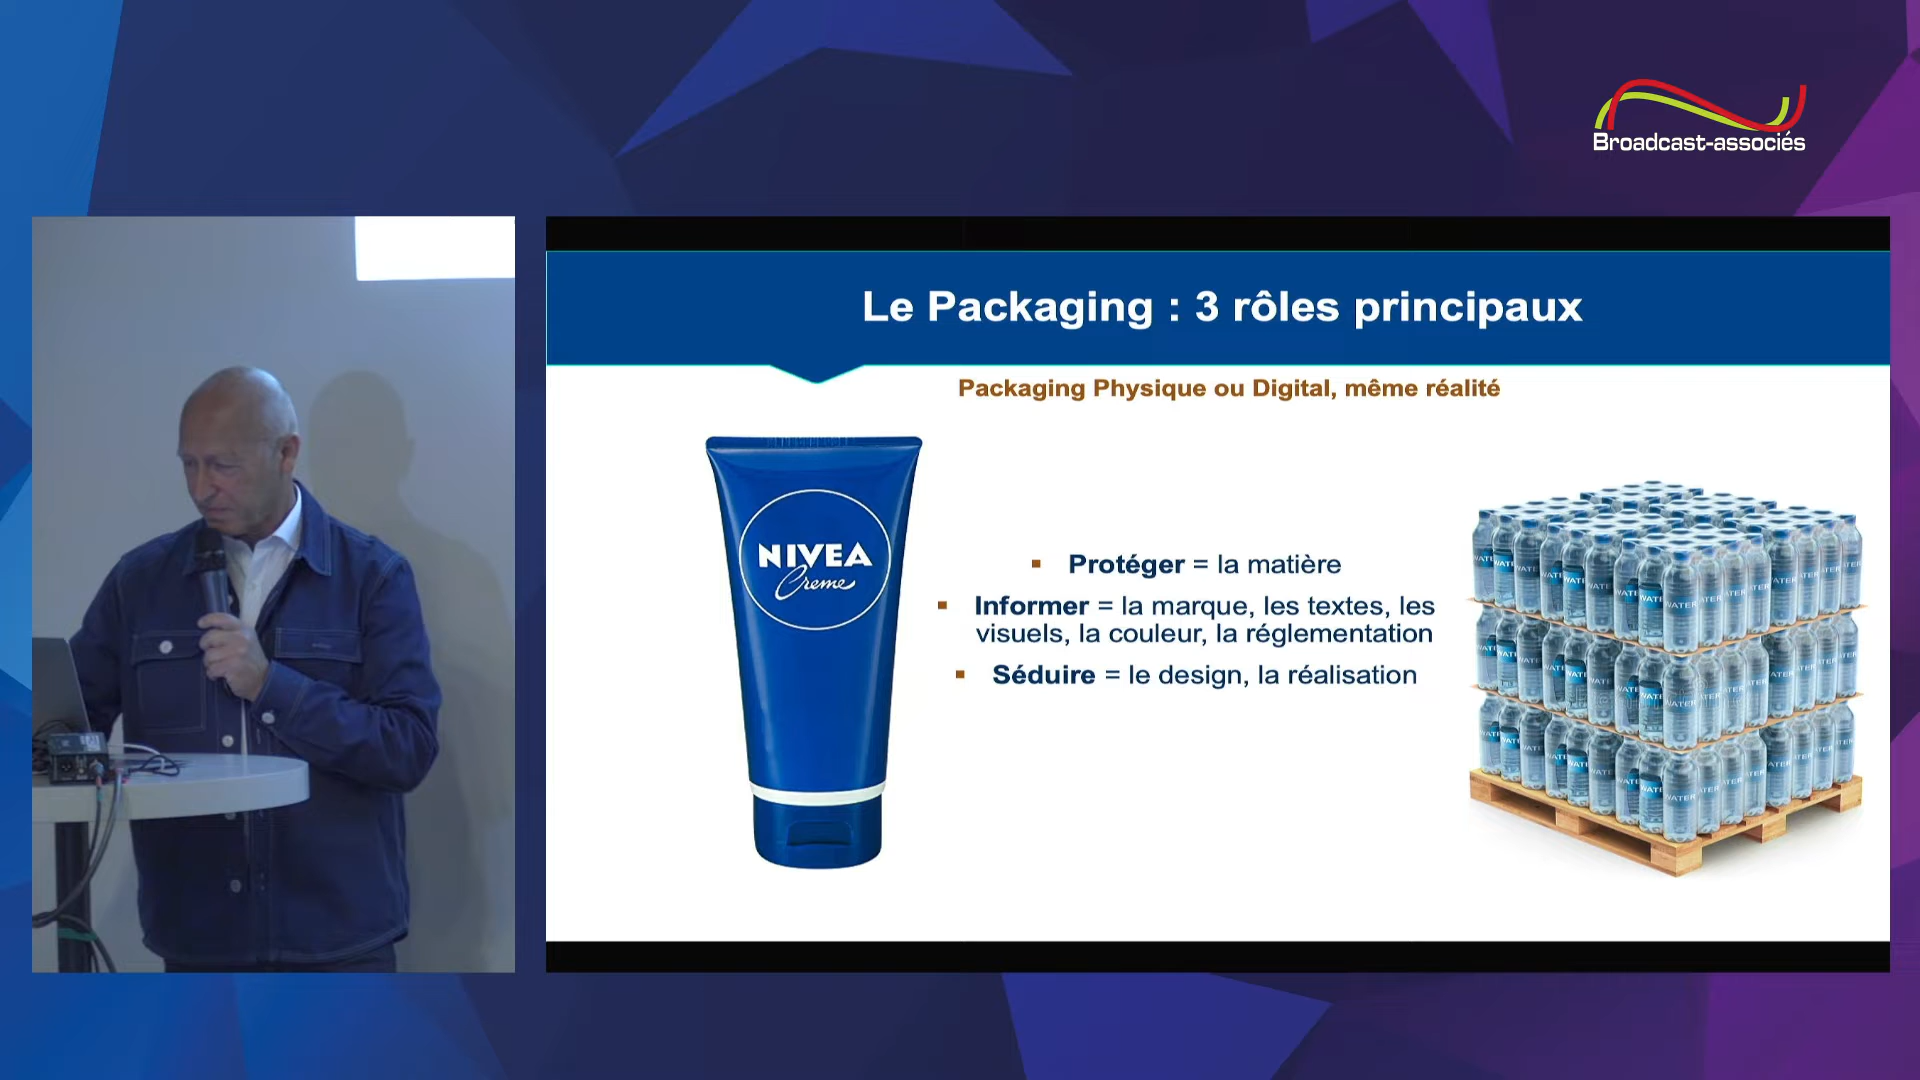 Broadcast-associés
Le Packaging : 3 rôles principaux
Packaging Physique ou Digital, même réalité
NIVEA
Creme
▪ Protéger = la matière
▪ Informer = la marque, les textes, les
visuels, la couleur, la réglementation
▪ Séduire = le design, la réalisation
WATER